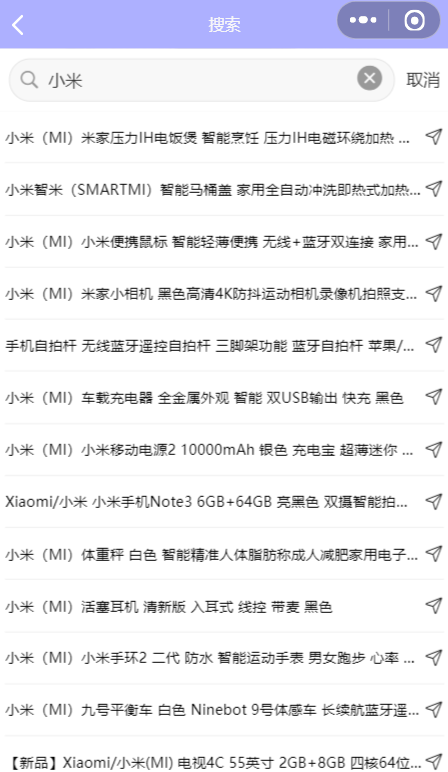 搜索
小米
取消
小米（MI）米家压力IH电饭煲 智能烹饪 压力IH电磁环绕加热 ...
小米智米（SMARTMI）智能马桶盖 家用全自动冲洗即热式加热...
小米（MI）小米便携鼠标 智能轻薄便携 无线+蓝牙双连接 家用...
小米（MI）米家小相机 黑色高清4K防抖运动相机录像机拍照支...
手机自拍杆 无线蓝牙遥控自拍杆 三脚架功能 蓝牙自拍杆 苹果/...
小米（MI）车载充电器 全金属外观 智能 双USB输出 快充 黑色
小米（MI）小米移动电源2 10000mAh 银色 充电宝 超薄迷你 ...
Xiaomi/小米 小米手机Note3 6GB+64GB 亮黑色 双摄智能拍...
小米（MI）体重秤 白色 智能精准人体脂肪称成人减肥家用电子...
小米（MI）活塞耳机 清新版 入耳式 线控 带麦 黑色
小米（MI）小米手环2 二代 防水 智能运动手表 男女跑步 心率 ...
小米（MI）九号平衡车 白色 Ninebot 9号体感车 长续航蓝牙遥...
【新品】Xiaomi/小米(MI) 电视4C 55英寸 2GB+8GB 四核64位...